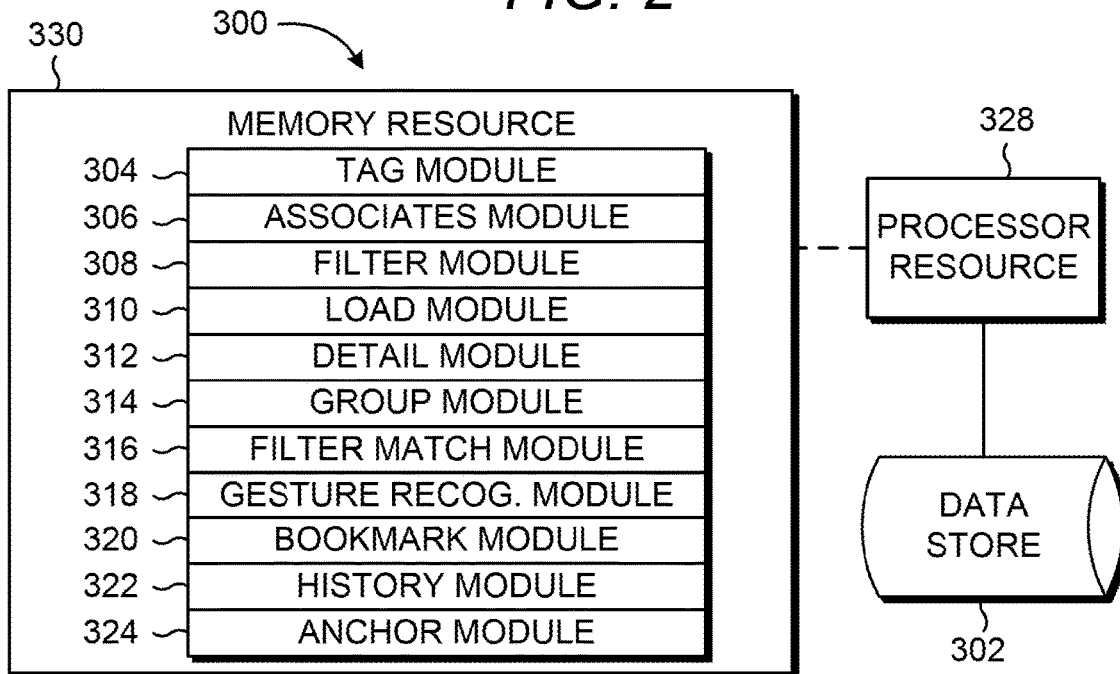 FIG. 2
300
330
MEMORY RESOURCE
304 TAG MODULE
306 ASSOCIATES MODULE
308 FILTER MODULE
310 LOAD MODULE
312 DETAIL MODULE
314 GROUP MODULE
316 FILTER MATCH MODULE
318 GESTURE RECOG. MODULE
320 BOOKMARK MODULE
322 HISTORY MODULE
324 ANCHOR MODULE
328
PROCESSOR
RESOURCE
DATA
STORE
302